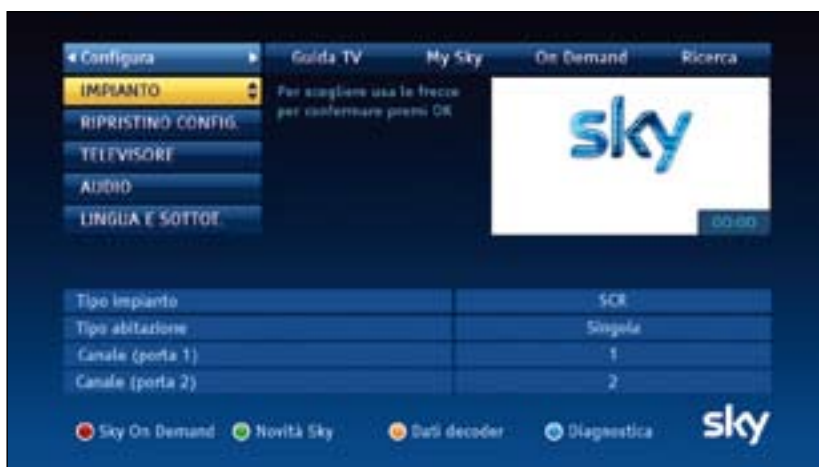 Configura Guida TV My Sky On Demand Ricerca
IMPIANTO
RIPRISTINO CONFIG.
TELEVISORE
AUDIO
LINGUA E SOTTOT.
Per scegliere usa le frecce
per confermare premi OK
sky
00:00
Tipo impianto SCR
Tipo abitazione Singola
Canale (porta 1) 1
Canale (porta 2) 2
Sky On Demand Novità Sky Dati decoder Diagnostica sky